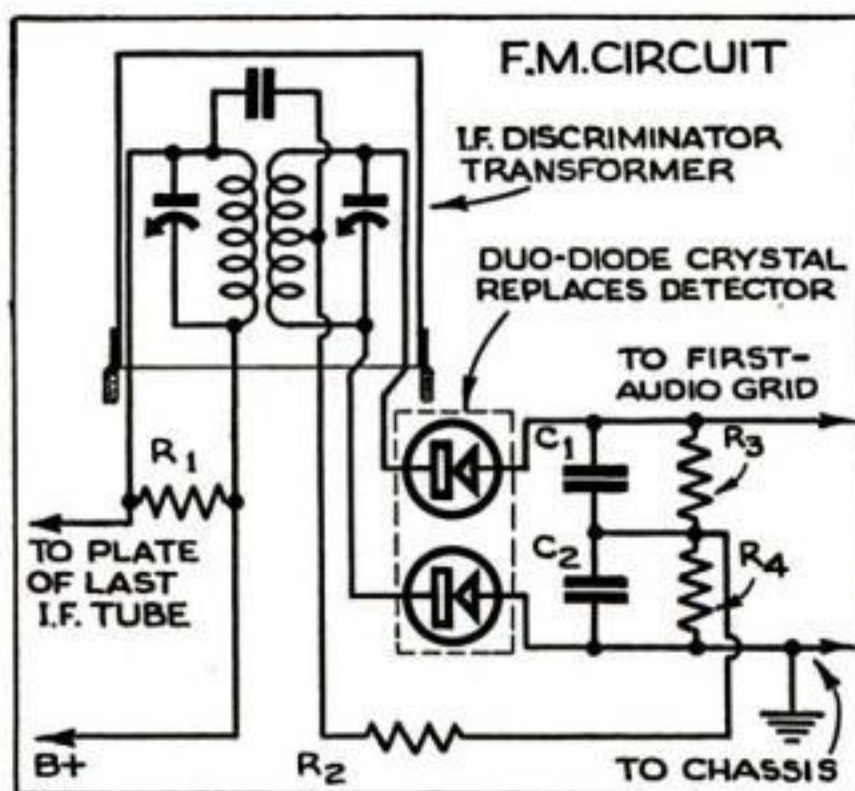 F.M. CIRCUIT
I.F. DISCRIMINATOR
TRANSFORMER
DUO-DIODE CRYSTAL
REPLACES DETECTOR
TO FIRST-
AUDIO GRID
R1
C1
R3
TO PLATE
OF LAST
I.F. TUBE
C2
R4
B+
R2
TO CHASSIS